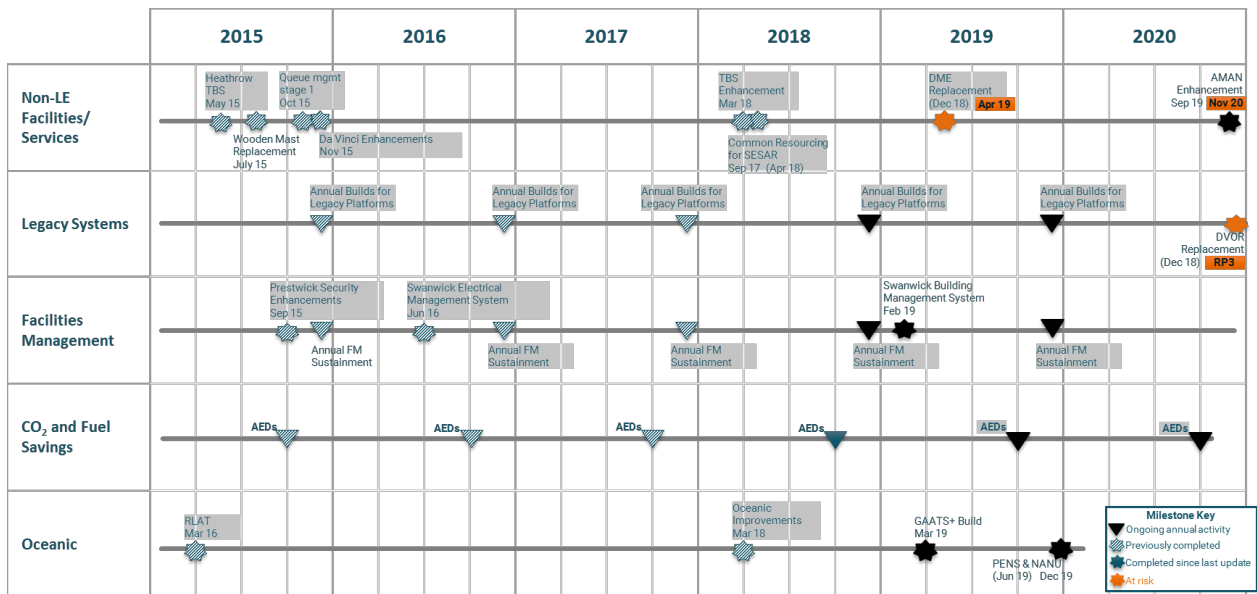 2015 2016 2017 2018 2019 2020
Non-LE
Facilities/
Services
Heathrow
TBS
May 15
Wooden Mast
Replacement
July 15
Queue mgmt
stage 1
Oct 15
Da Vinci Enhancements
Nov 15
TBS
Enhancement
Mar 18
Common Resourcing
for SESAR
Sep 17 (Apr 18)
DME
Replacement
(Dec 18) Apr 19
AMAN
Enhancement
Sep 19 Nov 20
Legacy Systems
Annual Builds for
Legacy Platforms
Annual Builds for
Legacy Platforms
Annual Builds for
Legacy Platforms
Annual Builds for
Legacy Platforms
Annual Builds for
Legacy Platforms
DVOR
Replacement
(Dec 18) RP3
Facilities
Management
Prestwick Security
Enhancements
Sep 15
Annual FM
Sustainment
Swanwick Electrical
Management System
Jun 16
Annual FM
Sustainment
Annual FM
Sustainment
Annual FM
Sustainment
Swanwick Building
Management System
Feb 19
Annual FM
Sustainment
CO2 and Fuel
Savings
AEDs
AEDs
AEDs
AEDs
AEDs
AEDs
Oceanic
RLAT
Mar 16
Oceanic
Improvements
Mar 18
GAATS+ Build
Mar 19
PENS & NANU
(Jun 19) Dec 19
Milestone Key
Ongoing annual activity
Previously completed
Completed since last update
At risk